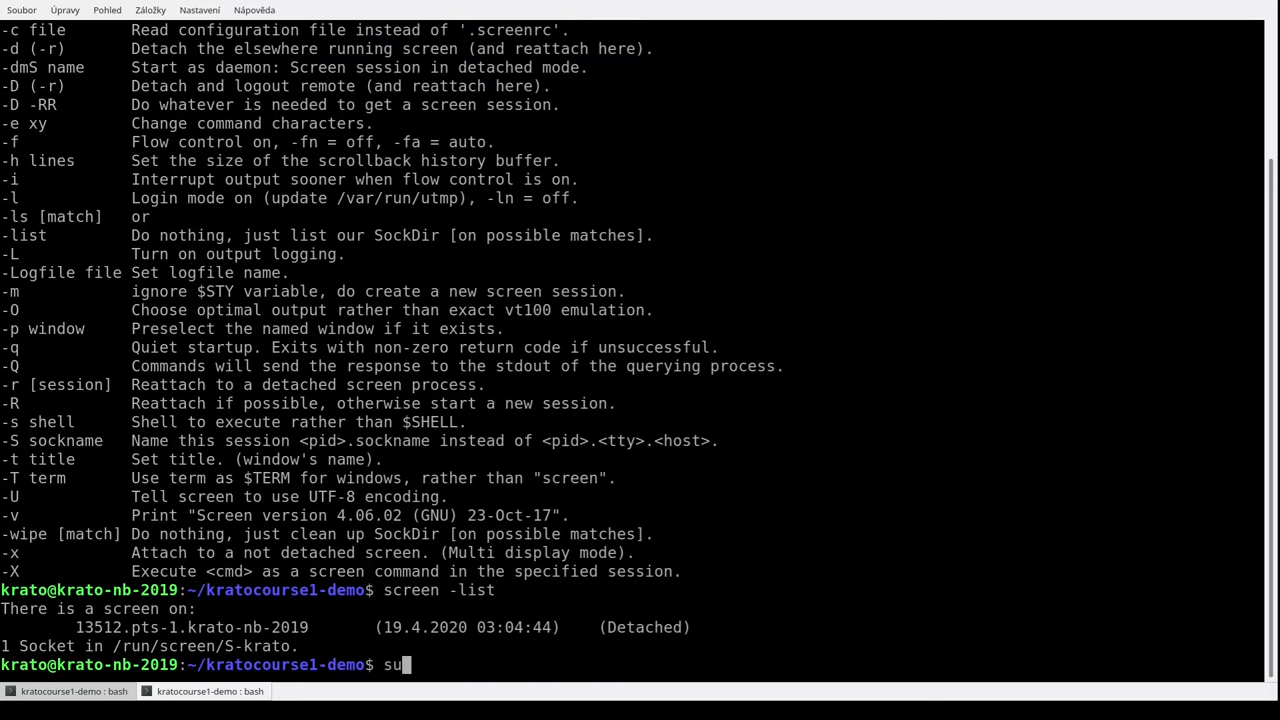 Soubor Úpravy Pohled Záložky Nastavení Nápověda
-c file Read configuration file instead of '.screenrc'.
-d (-r) Detach the elsewhere running screen (and reattach here).
-dmS name Start as daemon: Screen session in detached mode.
-D (-r) Detach and logout remote (and reattach here).
-D -RR Do whatever is needed to get a screen session.
-e xy Change command characters.
-f Flow control on, -fn = off, -fa = auto.
-h lines Set the size of the scrollback history buffer.
-i Interrupt output sooner when flow control is on.
-l Login mode on (update /var/run/utmp), -ln = off.
-ls [match] or
-list Do nothing, just list our SockDir [on possible matches].
-L Turn on output logging.
-Logfile file Set logfile name.
-m ignore $STY variable, do create a new screen session.
-O Choose optimal output rather than exact vt100 emulation.
-p window Preselect the named window if it exists.
-q Quiet startup. Exits with non-zero return code if unsuccessful.
-Q Commands will send the response to the stdout of the querying process.
-r [session] Reattach to a detached screen process.
-R Reattach if possible, otherwise start a new session.
-s shell Shell to execute rather than $SHELL.
-S sockname Name this session <pid>.sockname instead of <pid>.<tty>.<host>.
-t title Set title. (window's name).
-T term Use term as $TERM for windows, rather than "screen".
-U Tell screen to use UTF-8 encoding.
-v Print "Screen version 4.06.02 (GNU) 23-Oct-17".
-wipe [match] Do nothing, just clean up SockDir [on possible matches].
-x Attach to a not detached screen. (Multi display mode).
-X Execute <cmd> as a screen command in the specified session.
krato@krato-nb-2019:~/kratocourse1-demo$ screen -list
There is a screen on:
13512.pts-1.krato-nb-2019 (19.4.2020 03:04:44) (Detached)
1 Socket in /run/screen/S-krato.
krato@krato-nb-2019:~/kratocourse1-demo$ su
kratocourse1-demo : bash kratocourse1-demo : bash